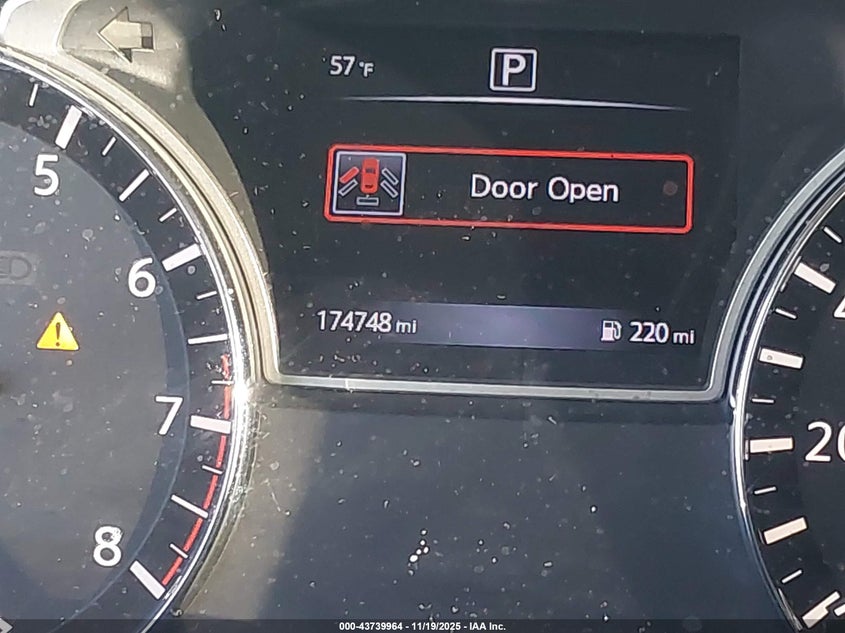 57°F
P
5
Door Open
6
174748 mi
220 mi
7
20
8
000-43739964 - 11/19/2025 - IAA Inc.